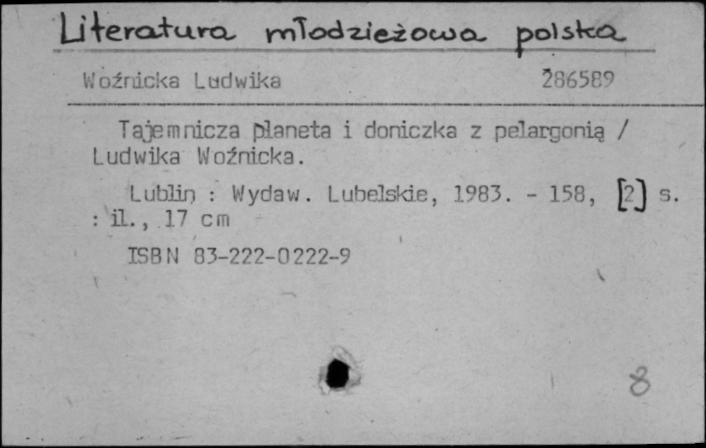 Literatura młodzieżowa polska
Woźnicka Ludwika 286589
Tajemnicza planeta i doniczka z pelargonią /
Ludwika Woźnicka.
Lublin : Wydaw. Lubelskie, 1983. - 158, [2] s.
: il., 17 cm
ISBN 83-222-0222-9
8